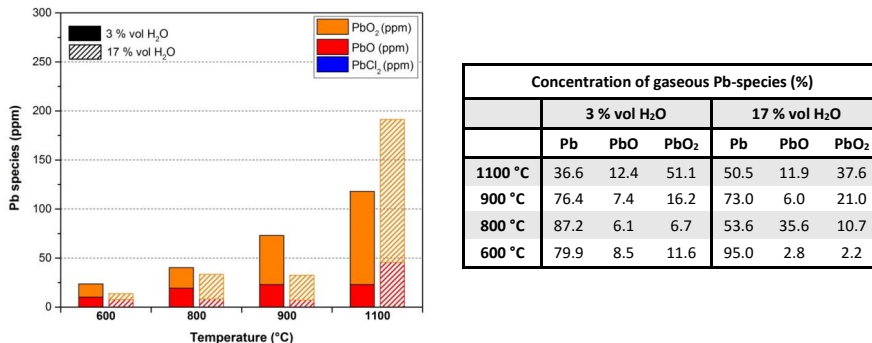 300
250
200
150
100
50
0
Pb species (ppm)
3 % vol H₂O
17 % vol H₂O
PbO₂ (ppm)
PbO (ppm)
PbCl₂ (ppm)
600 800 900 1100
Temperature (°C)
Concentration of gaseous Pb-species (%)
3 % vol H₂O 17 % vol H₂O
Pb PbO PbO₂ Pb PbO PbO₂
1100 °C 36.6 12.4 51.1 50.5 11.9 37.6
900 °C 76.4 7.4 16.2 73.0 6.0 21.0
800 °C 87.2 6.1 6.7 53.6 35.6 10.7
600 °C 79.9 8.5 11.6 95.0 2.8 2.2